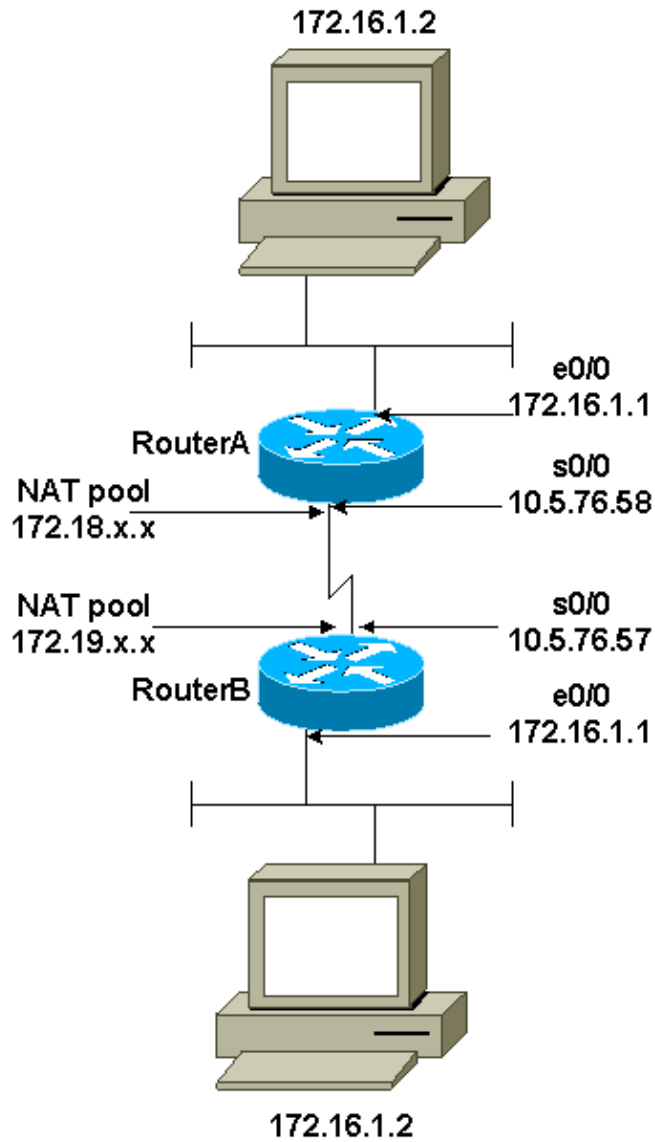 172.16.1.2
e0/0
172.16.1.1
RouterA
s0/0
10.5.76.58
NAT pool
172.18.x.x
NAT pool
172.19.x.x
s0/0
10.5.76.57
RouterB
e0/0
172.16.1.1
172.16.1.2